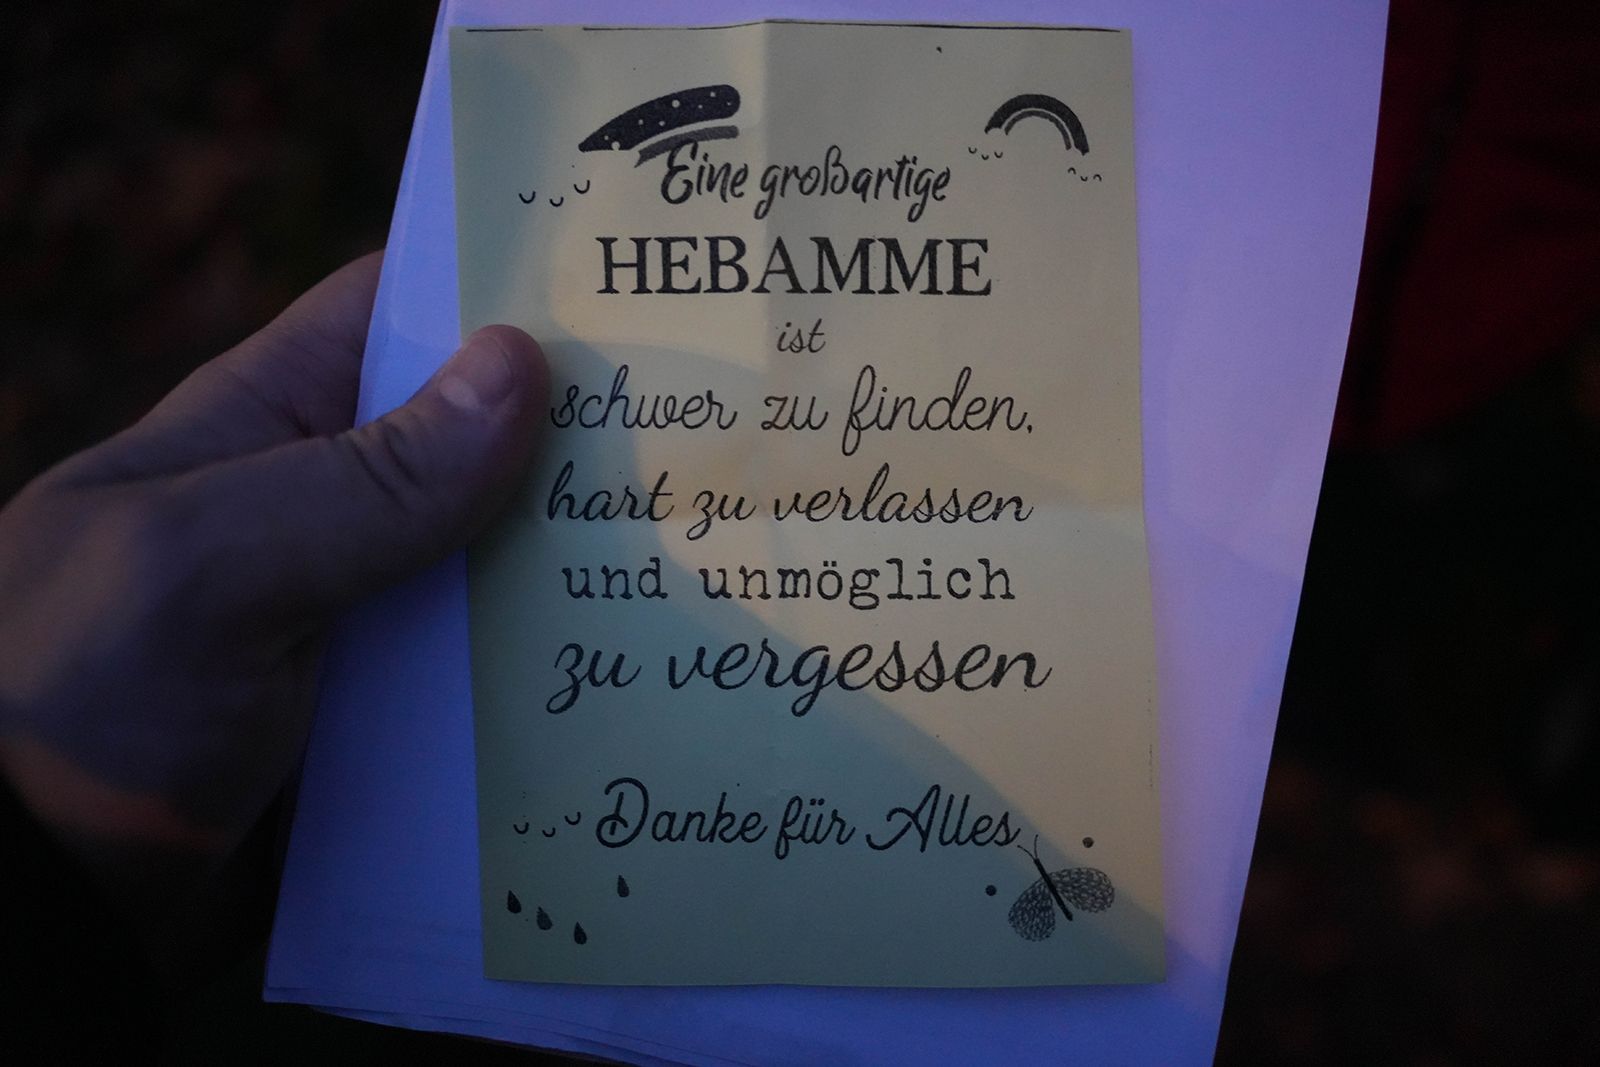 Eine großartige
HEBAMME
ist
schwer zu finden,
hart zu verlassen
und unmöglich
zu vergessen
Danke für Alles